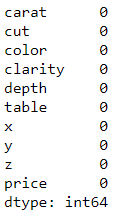 carat 0
cut 0
color 0
clarity 0
depth 0
table 0
x 0
y 0
z 0
price 0
dtype: int64